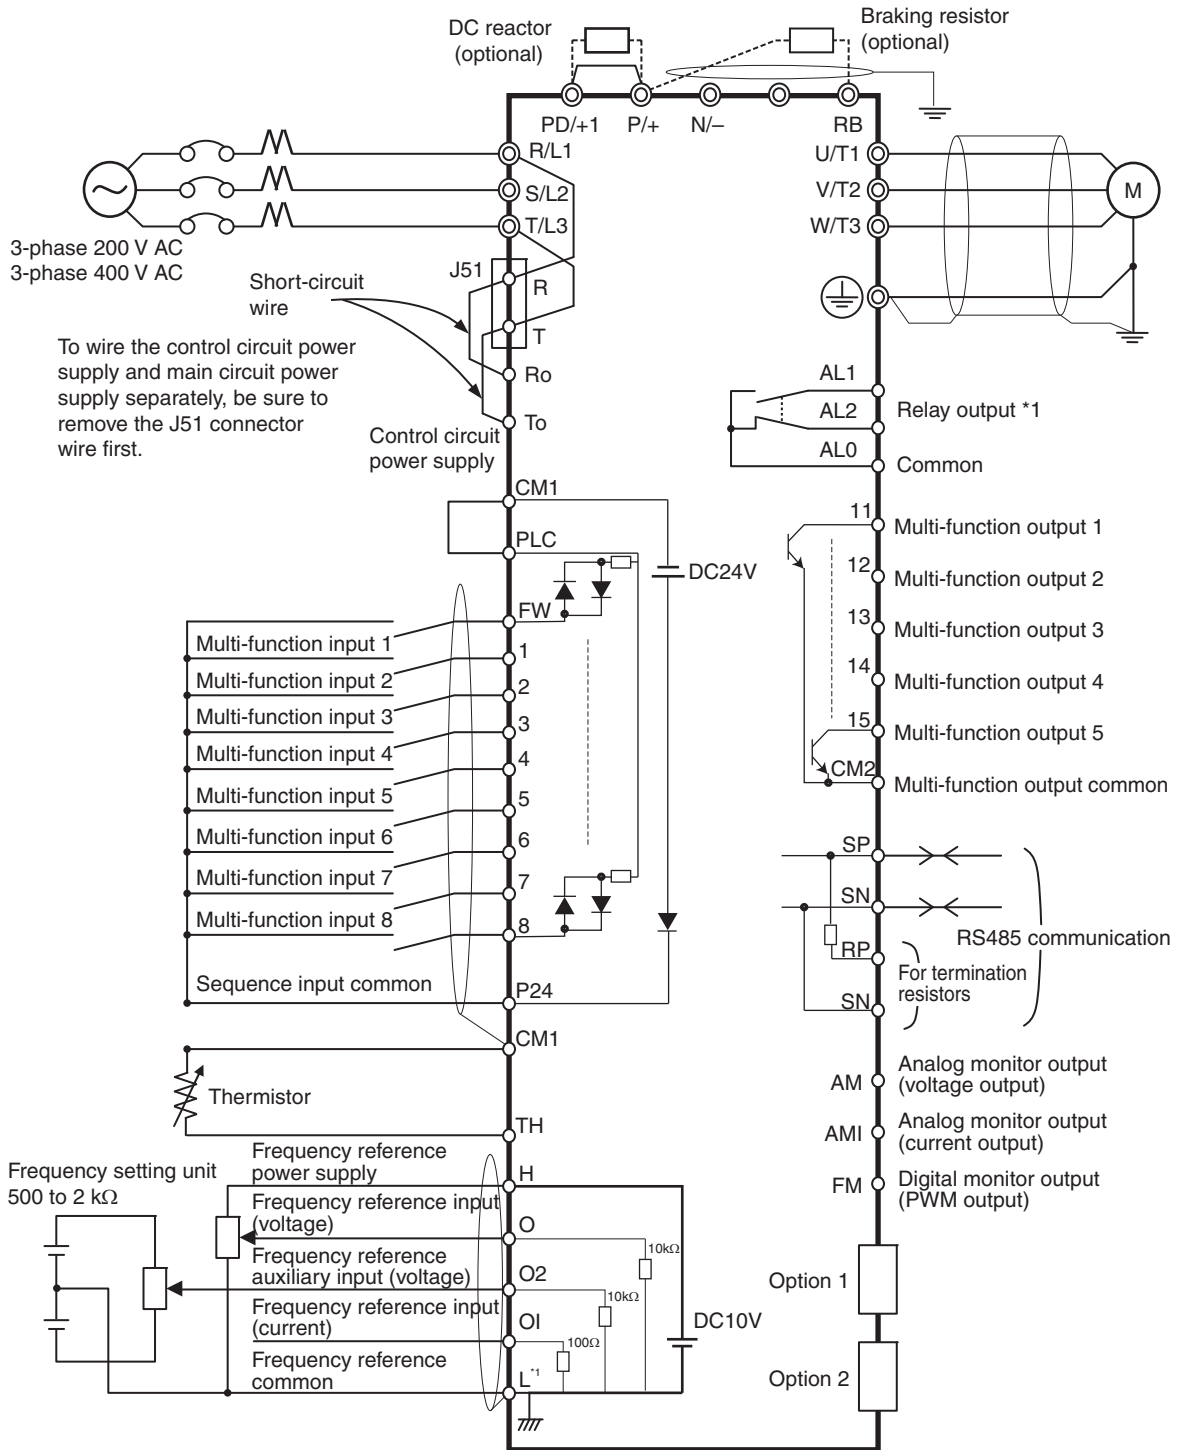 DC reactor
(optional)
Braking resistor
(optional)
PD/+1
P/+
N/–
RB
R/L1
S/L2
T/L3
U/T1
V/T2
W/T3
M
3-phase 200 V AC
3-phase 400 V AC
J51
R
T
Short-circuit
wire
To wire the control circuit power
supply and main circuit power
supply separately, be sure to
remove the J51 connector
wire first.
Ro
To
Control circuit
power supply
AL1
AL2
Relay output *1
AL0
Common
CM1
PLC
DC24V
11
Multi-function output 1
12
Multi-function output 2
13
Multi-function output 3
14
Multi-function output 4
15
Multi-function output 5
CM2
Multi-function output common
FW
Multi-function input 1
1
Multi-function input 2
2
Multi-function input 3
3
Multi-function input 4
4
Multi-function input 5
5
Multi-function input 6
6
Multi-function input 7
7
Multi-function input 8
8
Sequence input common
P24
CM1
SP
SN
RS485 communication
RP
For termination
resistors
SN
Thermistor
TH
AM
Analog monitor output
(voltage output)
AMI
Analog monitor output
(current output)
FM
Digital monitor output
(PWM output)
Frequency setting unit
500 to 2 kΩ
Frequency reference
power supply
H
Frequency reference input
(voltage)
O
10kΩ
Frequency reference
auxiliary input (voltage)
O2
10kΩ
Frequency reference input
(current)
OI
100Ω
DC10V
Frequency reference
common
L*1
Option 1
Option 2